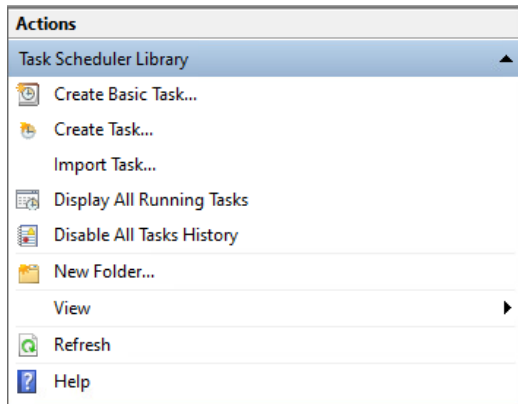 Actions
Task Scheduler Library
Create Basic Task...
Create Task...
Import Task...
Display All Running Tasks
Disable All Tasks History
New Folder...
View
Refresh
Help